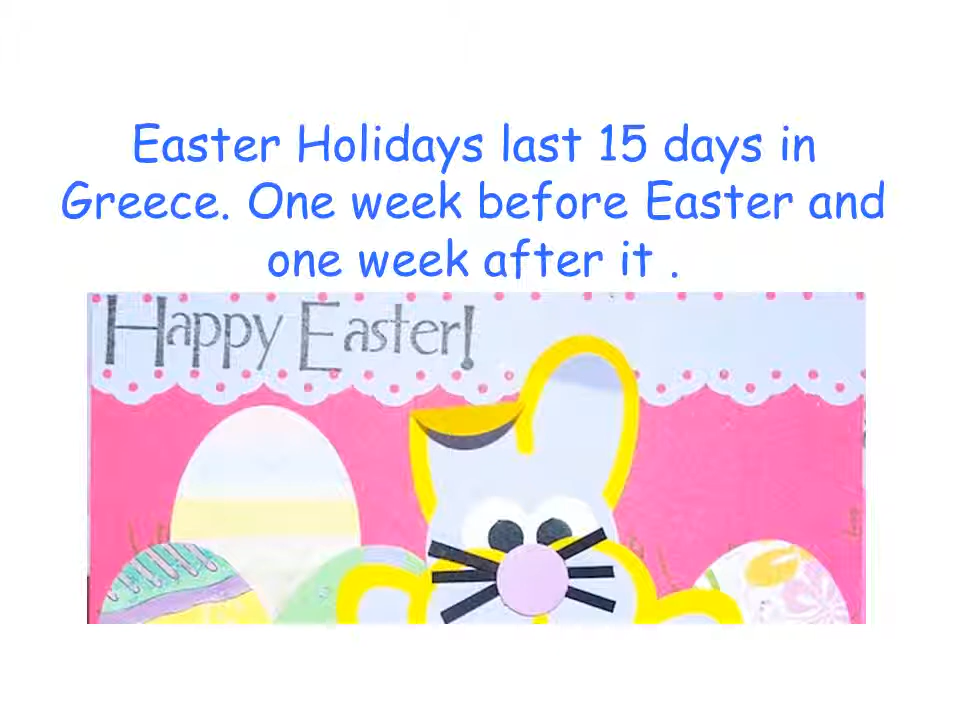 Easter Holidays last 15 days in
Greece. One week before Easter and
one week after it .
Happy Easter!